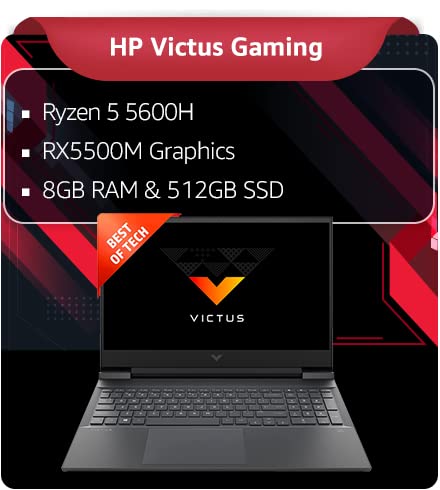 HP Victus Gaming
Ryzen 5 5600H
RX5500M Graphics
8GB RAM & 512GB SSD
BEST
OF TECH
VICTUS